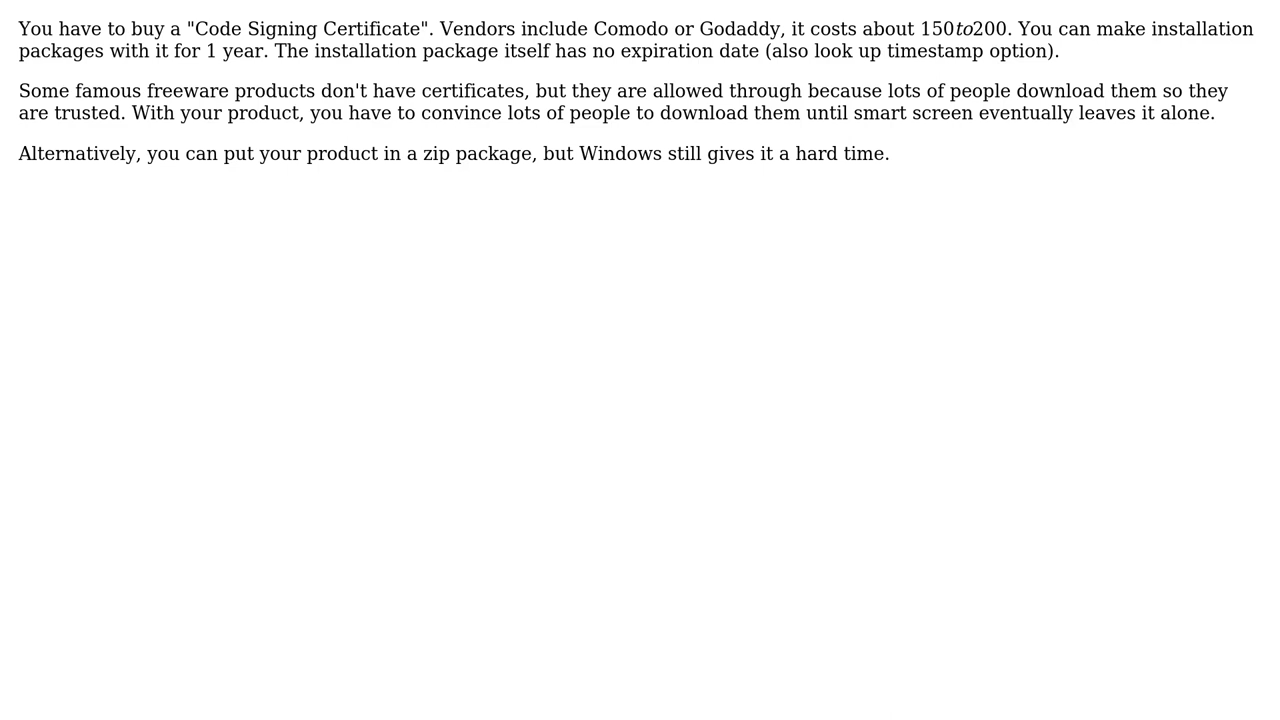 You have to buy a "Code Signing Certificate". Vendors include Comodo or Godaddy, it costs about 150to200. You can make installation
packages with it for 1 year. The installation package itself has no expiration date (also look up timestamp option).
Some famous freeware products don't have certificates, but they are allowed through because lots of people download them so they
are trusted. With your product, you have to convince lots of people to download them until smart screen eventually leaves it alone.
Alternatively, you can put your product in a zip package, but Windows still gives it a hard time.